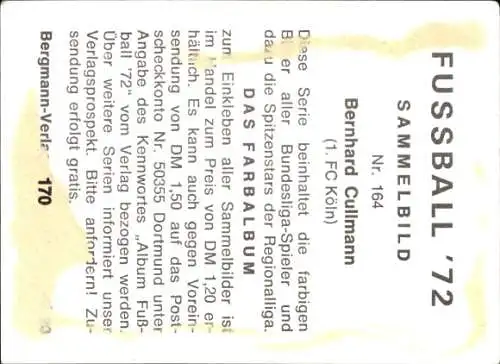 FUSSBALL '72
SAMMELBILD
Nr. 164
Bernhard Cullmann
(1. FC Köln)
Diese Serie beinhaltet die farbigen
aller Bundesliga-Spieler und
dazu die Spitzenstars der Regionalliga.
DAS FARBALBUM
zum Einkleben aller Sammelbilder ist
im Handel zum Preis von DM 1,20 er-
hältlich. Es kann auch gegen Vorein-
sendung von DM 1,50 auf das Post-
scheckkonto Nr. 50355 Dortmund unter
Angabe des Kennwortes „Album Fuß-
ball '72" vom Verlag bezogen werden.
Über weitere Serien informiert unser
Verlagsprospekt. Bitte anfordern! Zu-
sendung erfolgt gratis.
Bergmann-Verlag 170